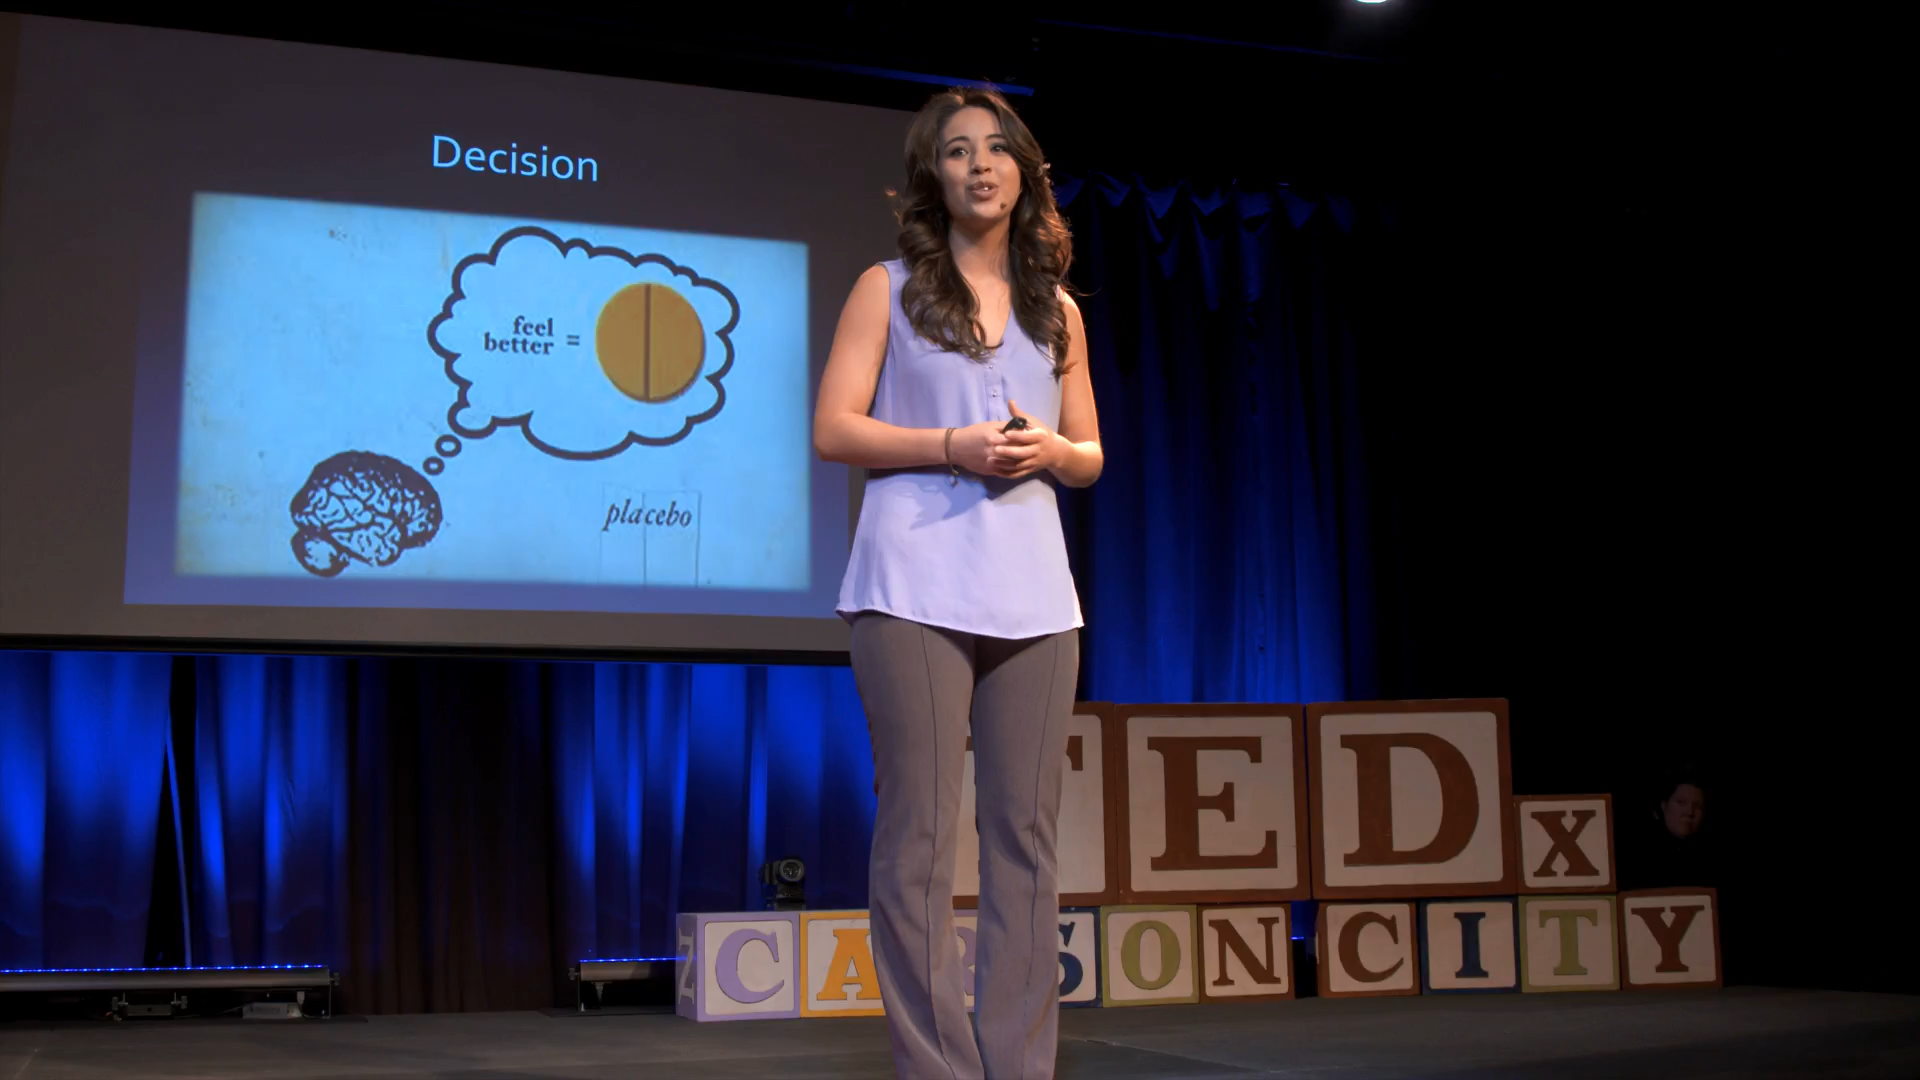 Decision
feel
better =
placebo
TEDx
CARSON CITY